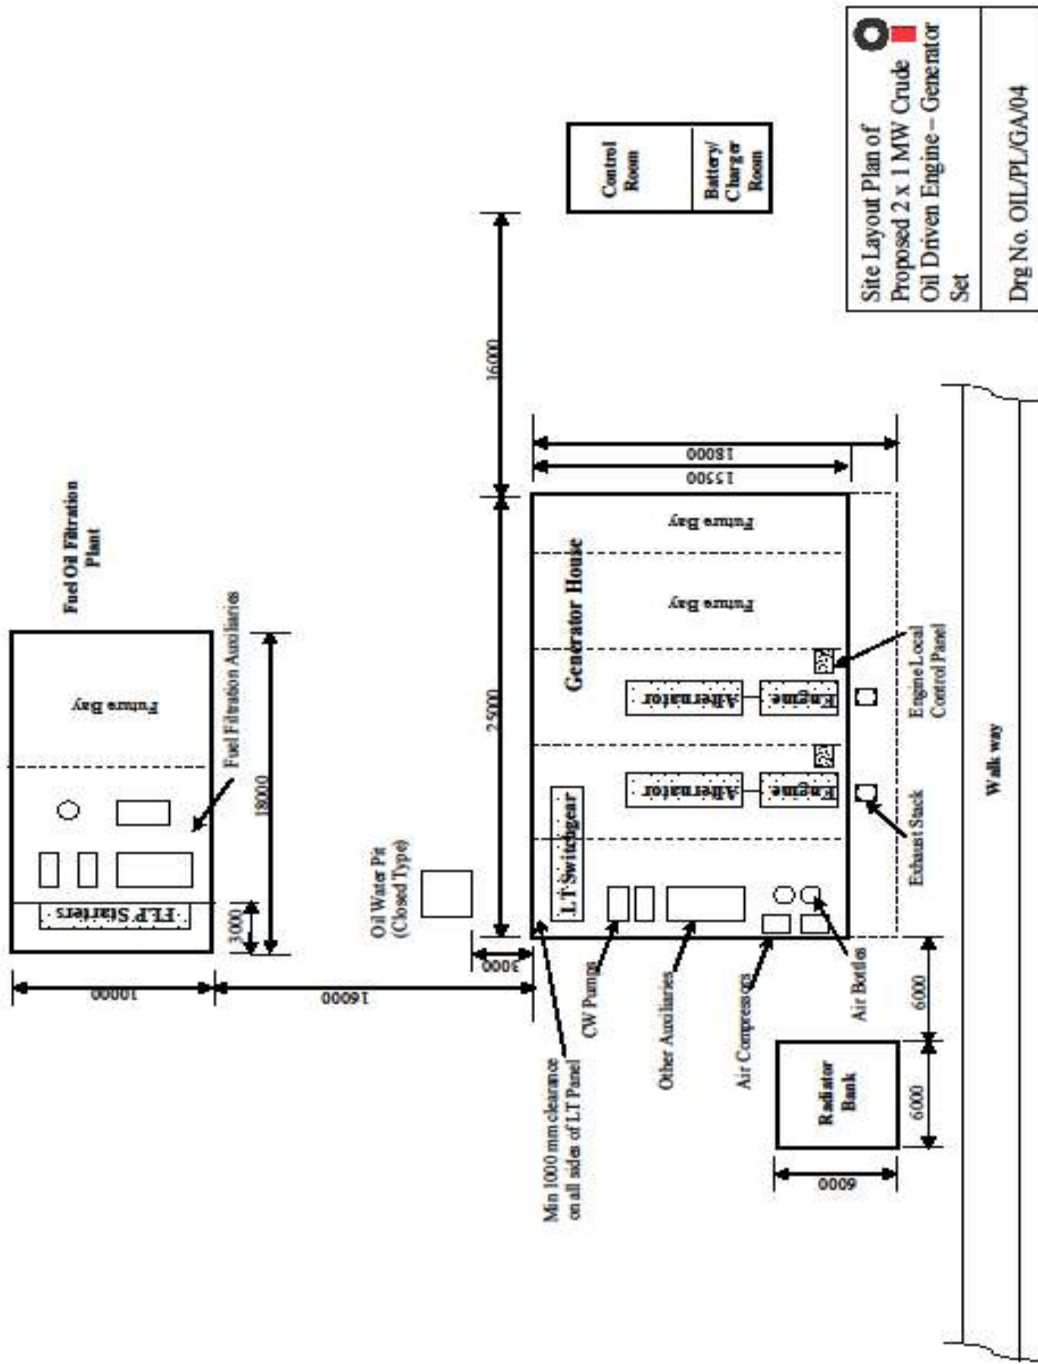 Fuel Oil Filtration
Plant
Future Bay
FLP Starters
Fuel Filtration Auxiliaries
10000
3000
18000
16000
Oil Water Pit
(Closed Type)
3000
25000
16000
Control
Room
Battery/
Charger
Room
Min 1000 mm clearance
on all sides of LT Panel
LT Switchgear
Generator House
Future Bay
Future Bay
15500
18000
CW Pumps
Other Auxiliaries
Air Compressors
Air Bottles
Alternator
Engine
Alternator
Engine
Exhaust Stack
Engine Local
Control Panel
Radiator
Bank
6000
6000
6000
Walk way
Site Layout Plan of
Proposed 2 x 1 MW Crude
Oil Driven Engine – Generator
Set
Drg No. OIL/PL/GA/04